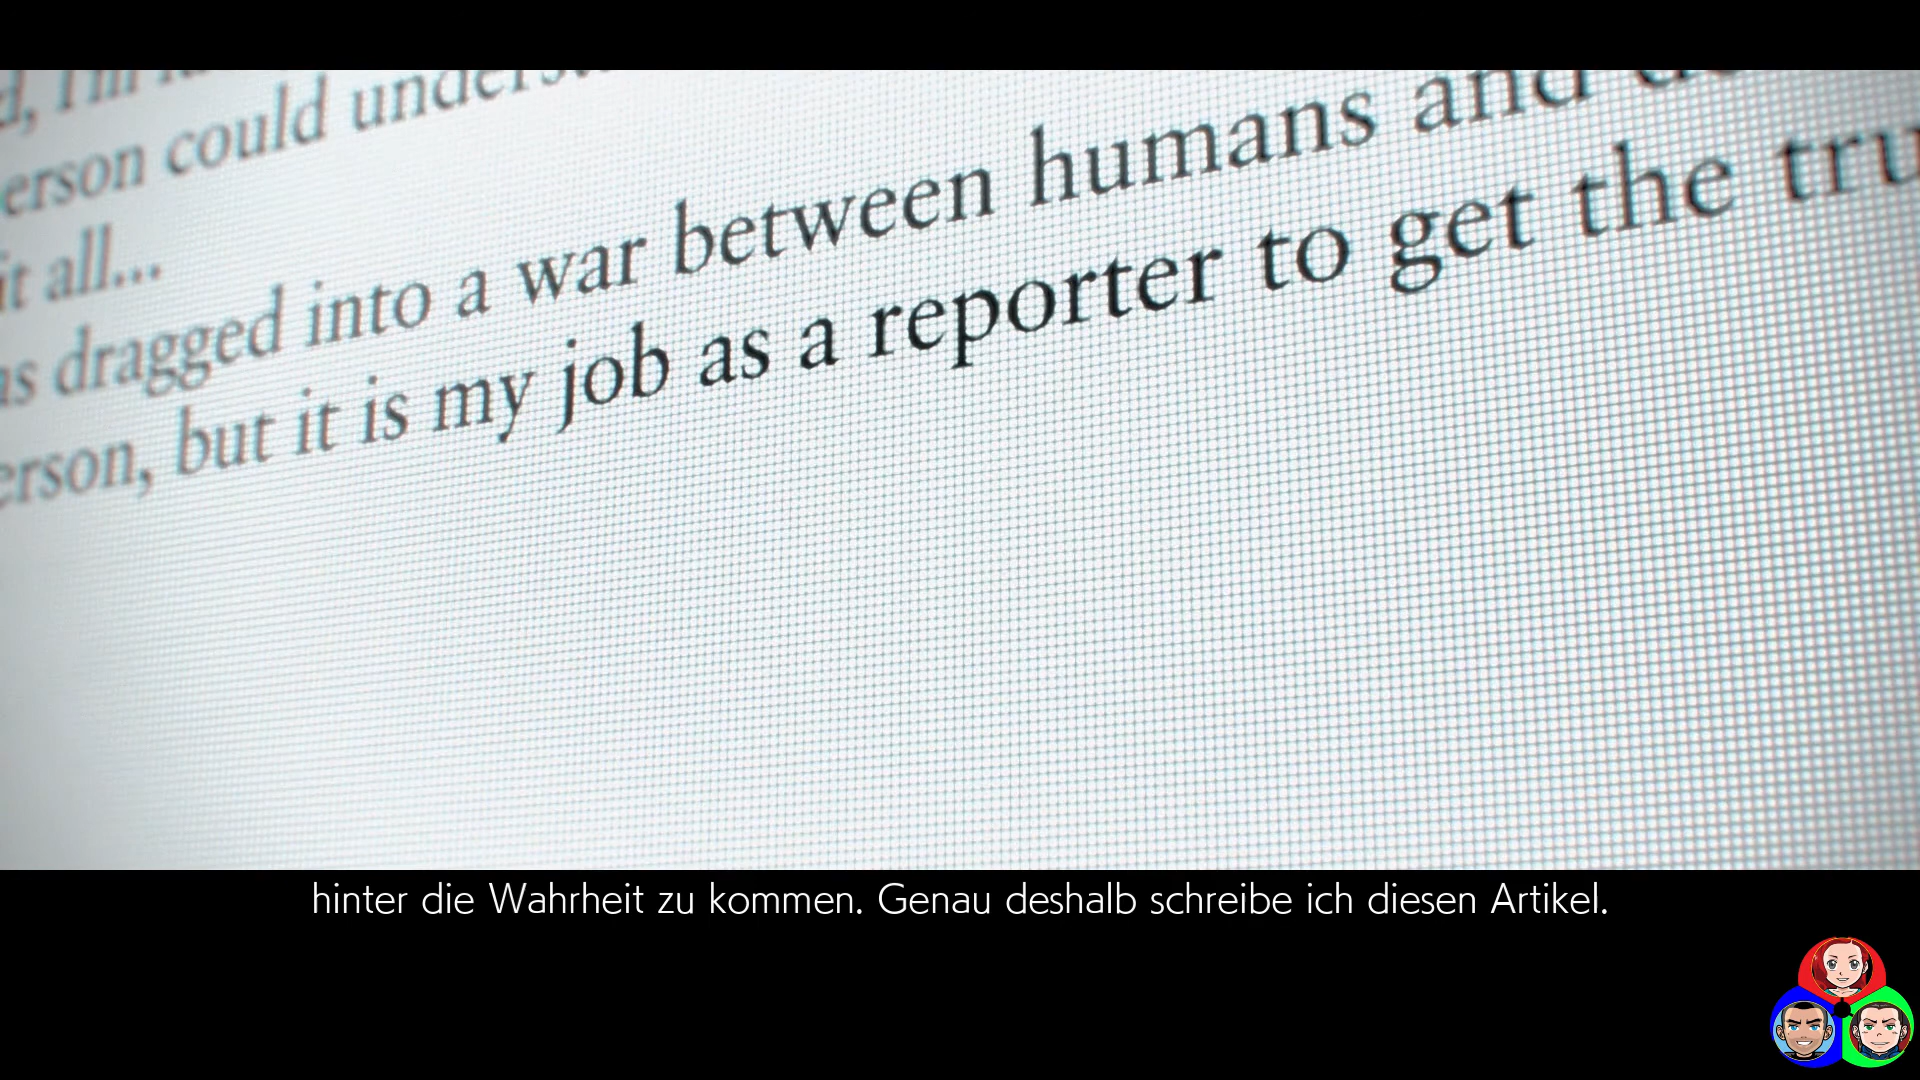 erson could
it all...
dragged into a war between humans and
erson, but it is my job as a reporter to get the tru
hinter die Wahrheit zu kommen. Genau deshalb schreibe ich diesen Artikel.